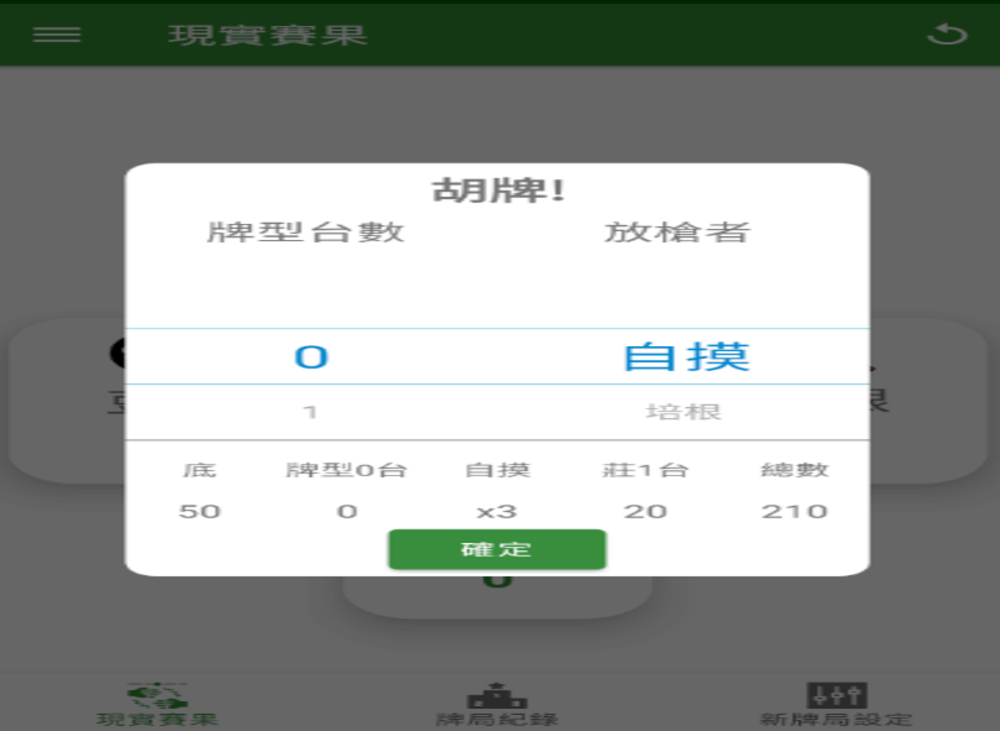 現實賽果
胡牌!
牌型台數 放槍者
0 自摸
1 培根
底 牌型0台 自摸 莊1台 總數
50 0 x3 20 210
確定
0
現實賽果 牌局紀錄 新牌局設定